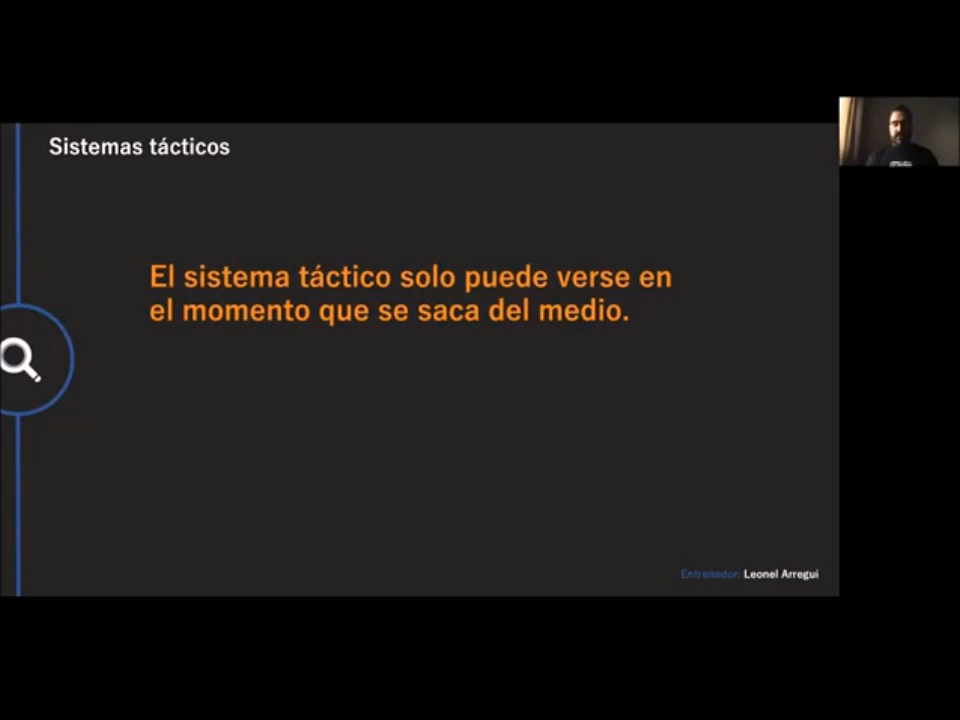 Sistemas tácticos
El sistema táctico solo puede verse en
el momento que se saca del medio.
Entrenador: Leonel Arregui